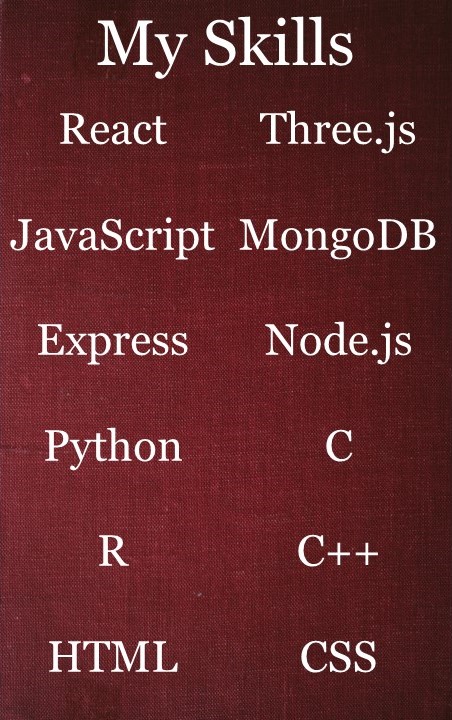 My Skills
React Three.js
JavaScript MongoDB
Express Node.js
Python C
R C++
HTML CSS